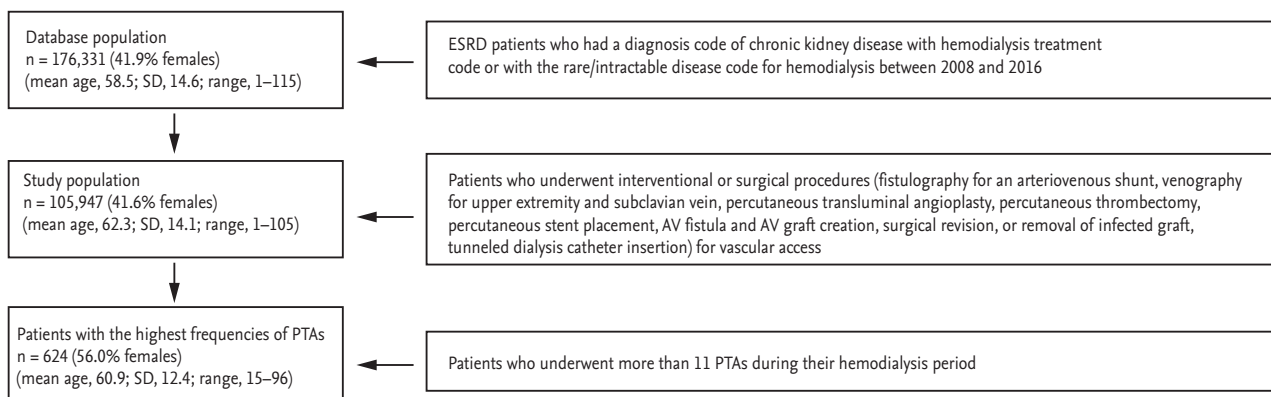 Database population
n = 176,331 (41.9% females)
(mean age, 58.5; SD, 14.6; range, 1–115)
ESRD patients who had a diagnosis code of chronic kidney disease with hemodialysis treatment
code or with the rare/intractable disease code for hemodialysis between 2008 and 2016
Study population
n = 105,947 (41.6% females)
(mean age, 62.3; SD, 14.1; range, 1–105)
Patients who underwent interventional or surgical procedures (fistulography for an arteriovenous shunt, venography
for upper extremity and subclavian vein, percutaneous transluminal angioplasty, percutaneous thrombectomy,
percutaneous stent placement, AV fistula and AV graft creation, surgical revision, or removal of infected graft,
tunneled dialysis catheter insertion) for vascular access
Patients with the highest frequencies of PTAs
n = 624 (56.0% females)
(mean age, 60.9; SD, 12.4; range, 15–96)
Patients who underwent more than 11 PTAs during their hemodialysis period